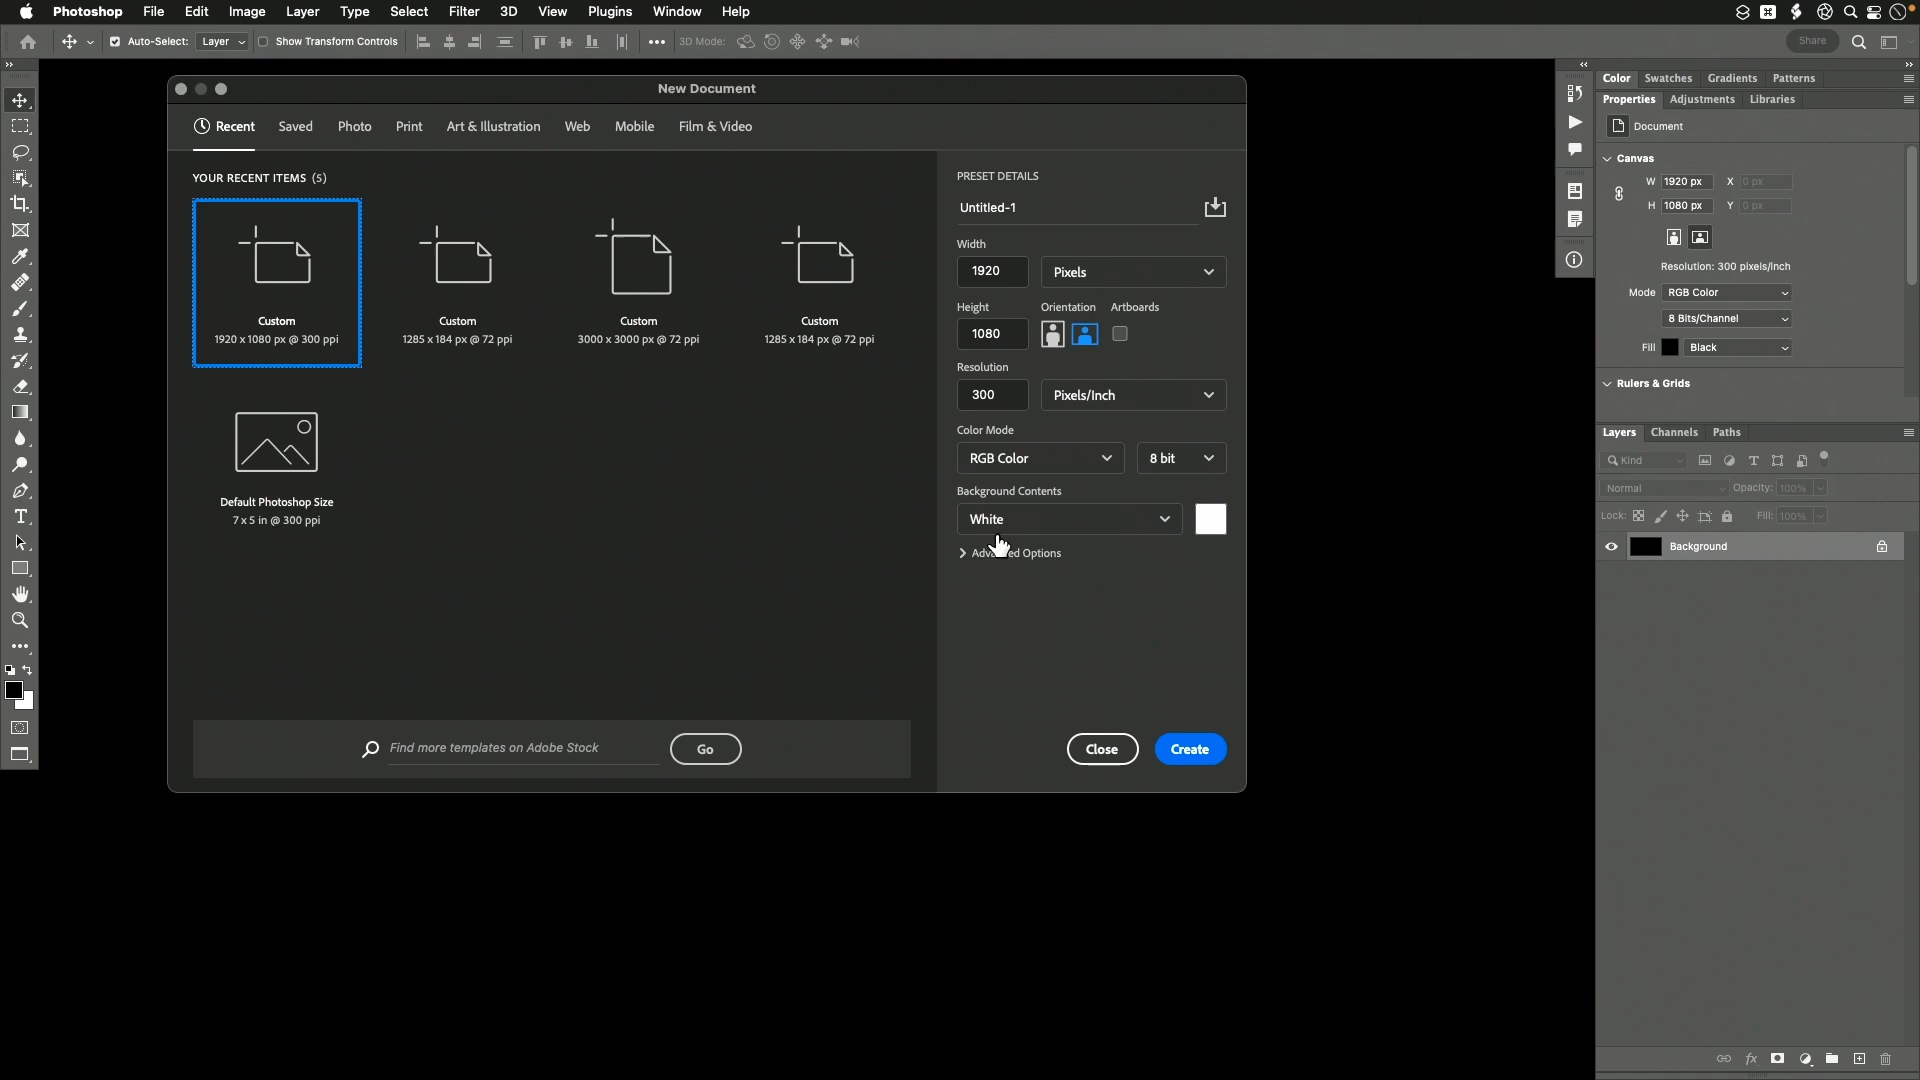 Photoshop File Edit Image Layer Type Select Filter 3D View Plugins Window Help
Auto-Select: Layer Show Transform Controls 3D Mode: Share
New Document
Recent Saved Photo Print Art & Illustration Web Mobile Film & Video
YOUR RECENT ITEMS (5)
Custom
1920 x 1080 px @ 300 ppi
Custom
1285 x 184 px @ 72 ppi
Custom
3000 x 3000 px @ 72 ppi
Custom
1285 x 184 px @ 72 ppi
Default Photoshop Size
7 x 5 in @ 300 ppi
Find more templates on Adobe Stock Go
PRESET DETAILS
Untitled-1
Width
1920 Pixels
Height Orientation Artboards
1080
Resolution
300 Pixels/Inch
Color Mode
RGB Color 8 bit
Background Contents
White
Options
Close Create
Color Swatches Gradients Patterns
Properties Adjustments Libraries
Document
Canvas
W 1920 px X 0 px
H 1080 px Y 0 px
Resolution: 300 pixels/inch
Mode RGB Color
8 Bits/Channel
Fill Black
Rulers & Grids
Layers Channels Paths
Kind
Normal Opacity: 100%
Lock: Fill: 100%
Background